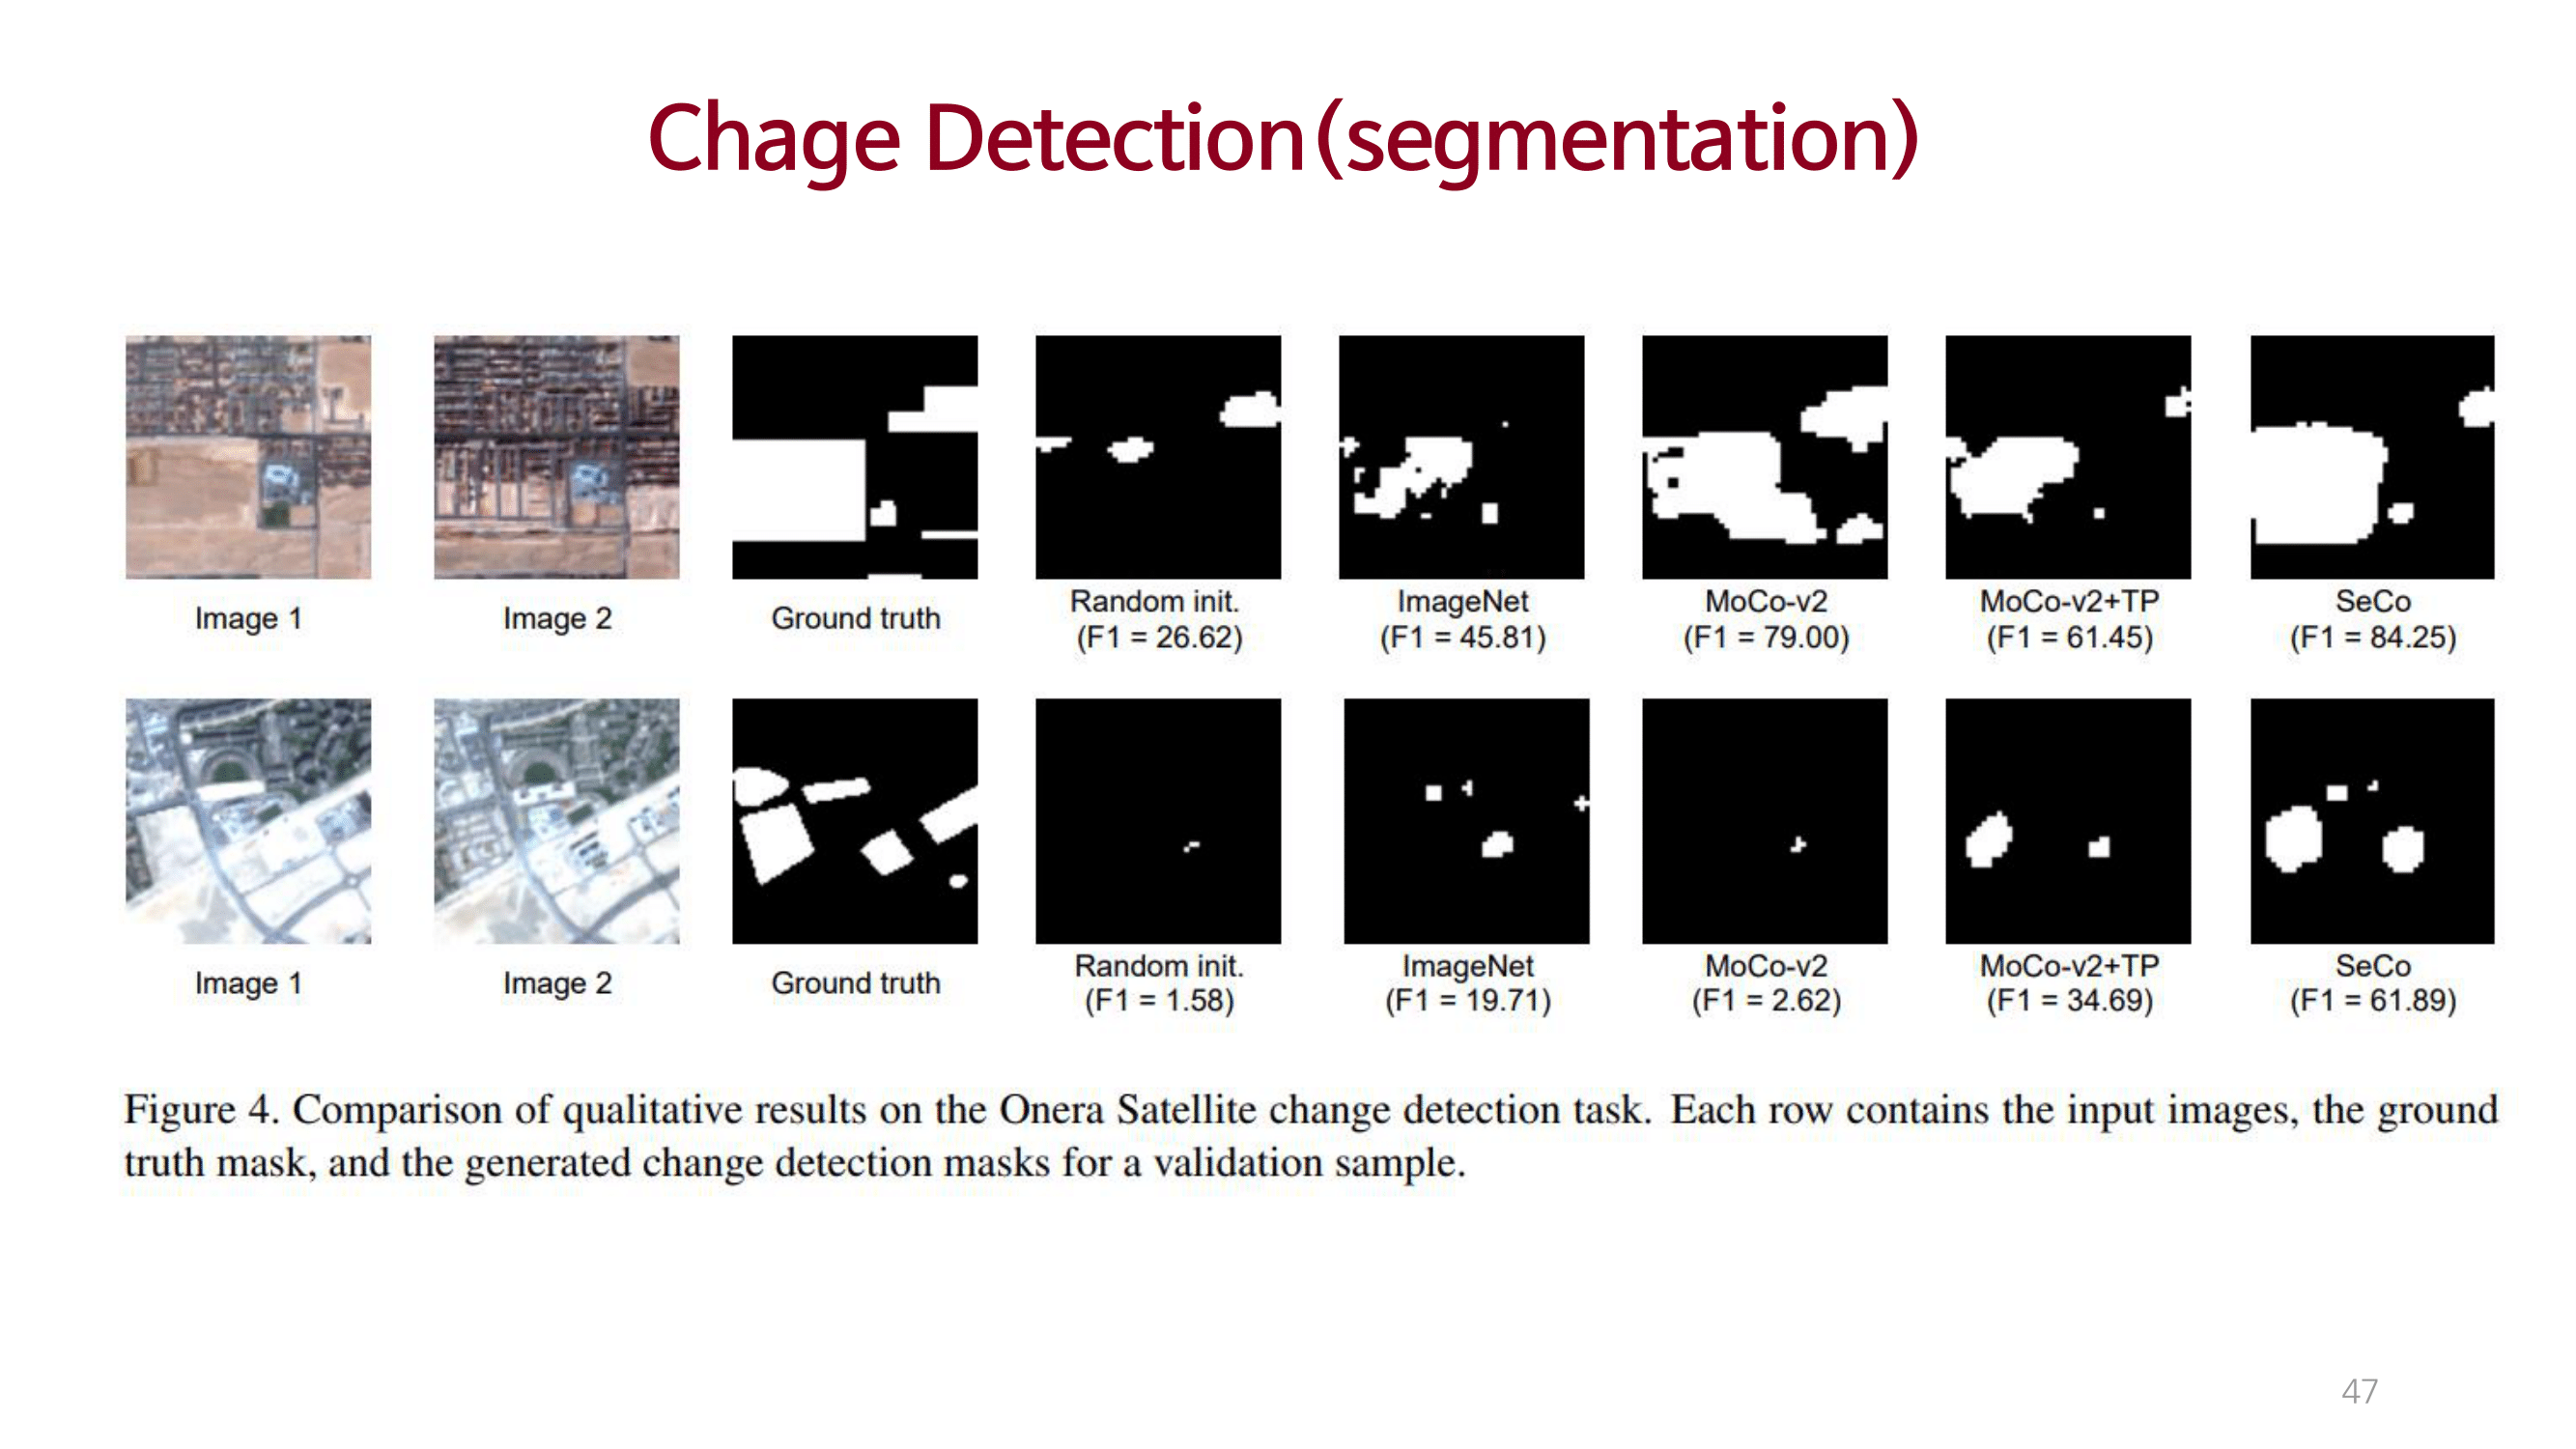 Chage Detection(segmentation)
Image 1
Image 2
Ground truth
Random init.
(F1 = 26.62)
ImageNet
(F1 = 45.81)
MoCo-v2
(F1 = 79.00)
MoCo-v2+TP
(F1 = 61.45)
SeCo
(F1 = 84.25)
Image 1
Image 2
Ground truth
Random init.
(F1 = 1.58)
ImageNet
(F1 = 19.71)
MoCo-v2
(F1 = 2.62)
MoCo-v2+TP
(F1 = 34.69)
SeCo
(F1 = 61.89)
Figure 4. Comparison of qualitative results on the Onera Satellite change detection task. Each row contains the input images, the ground
truth mask, and the generated change detection masks for a validation sample.
47